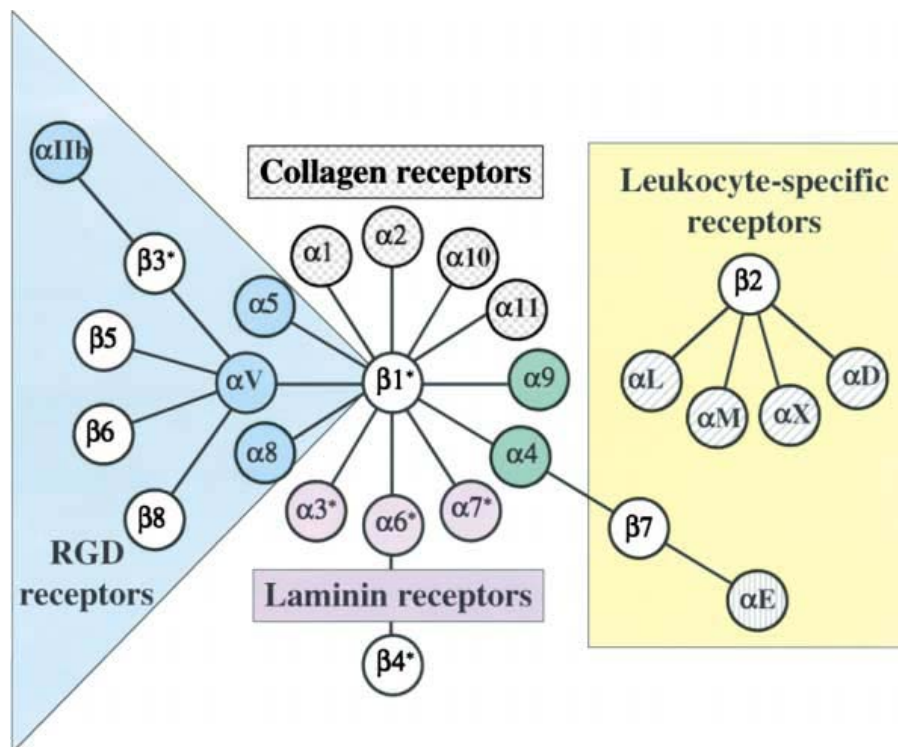 αIIb
Collagen receptors
Leukocyte-specific
receptors
α1
α2
α10
β3*
β2
α5
α11
β5
αV
β1*
α9
αL
αD
αM
αX
β6
α8
α4
α3*
α6*
α7*
β8
β7
RGD
receptors
Laminin receptors
αE
β4*